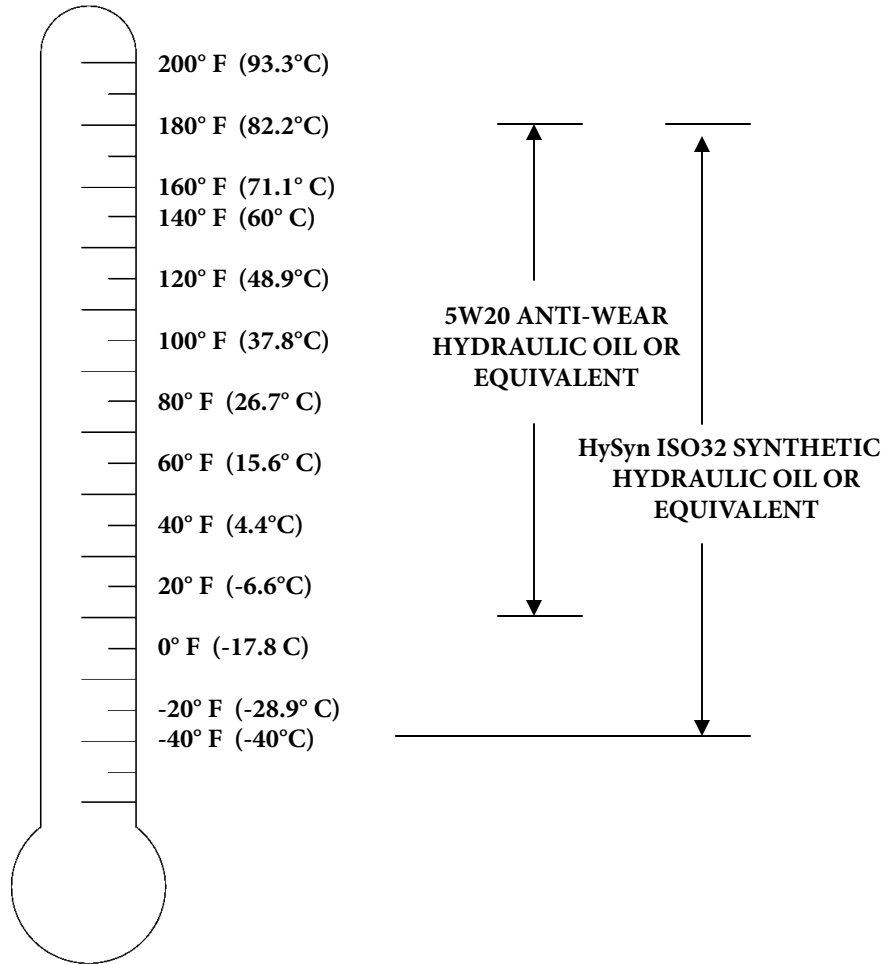 200° F (93.3°C)
180° F (82.2°C)
160° F (71.1° C)
140° F (60° C)
120° F (48.9°C)
100° F (37.8°C)
80° F (26.7° C)
60° F (15.6° C)
40° F (4.4°C)
20° F (-6.6°C)
0° F (-17.8 C)
-20° F (-28.9° C)
-40° F (-40°C)
5W20 ANTI-WEAR
HYDRAULIC OIL OR
EQUIVALENT
HySyn ISO32 SYNTHETIC
HYDRAULIC OIL OR
EQUIVALENT